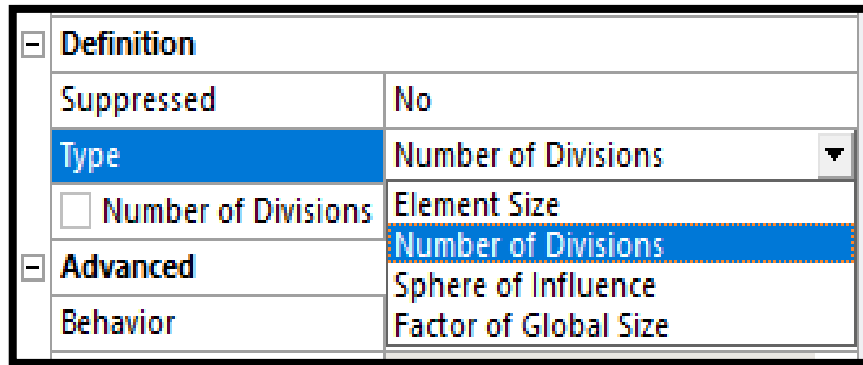 Definition
Suppressed No
Type Number of Divisions
Number of Divisions
Element Size
Number of Divisions
Advanced
Sphere of Influence
Behavior
Factor of Global Size